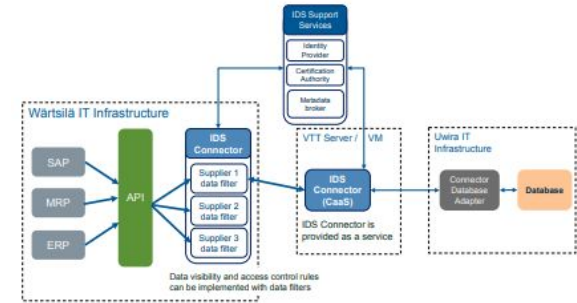 IDS Support
Services
Identity
Provider
Certification
Authority
Metadate
broker
Wärtsilä IT Infrastructure
SAP
MRP
ERP
API
IDS
Connector
Supplier 1
data filter
Supplier 2
data filter
Supplier 3
data filter
Data visibility and access control rules
can be implemented with data filters
VTT Server / VM
IDS
Connector
(CaaS)
IDS Connector is
provided as a service
Uwira IT
Infrastructure
Connector
Database
Adapter
Database